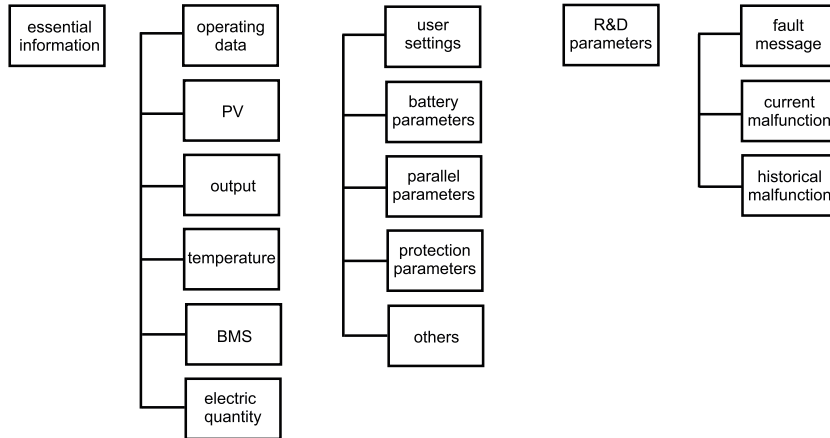 essential
information
operating
data
PV
output
temperature
BMS
electric
quantity
user
settings
battery
parameters
parallel
parameters
protection
parameters
others
R&D
parameters
fault
message
current
malfunction
historical
malfunction